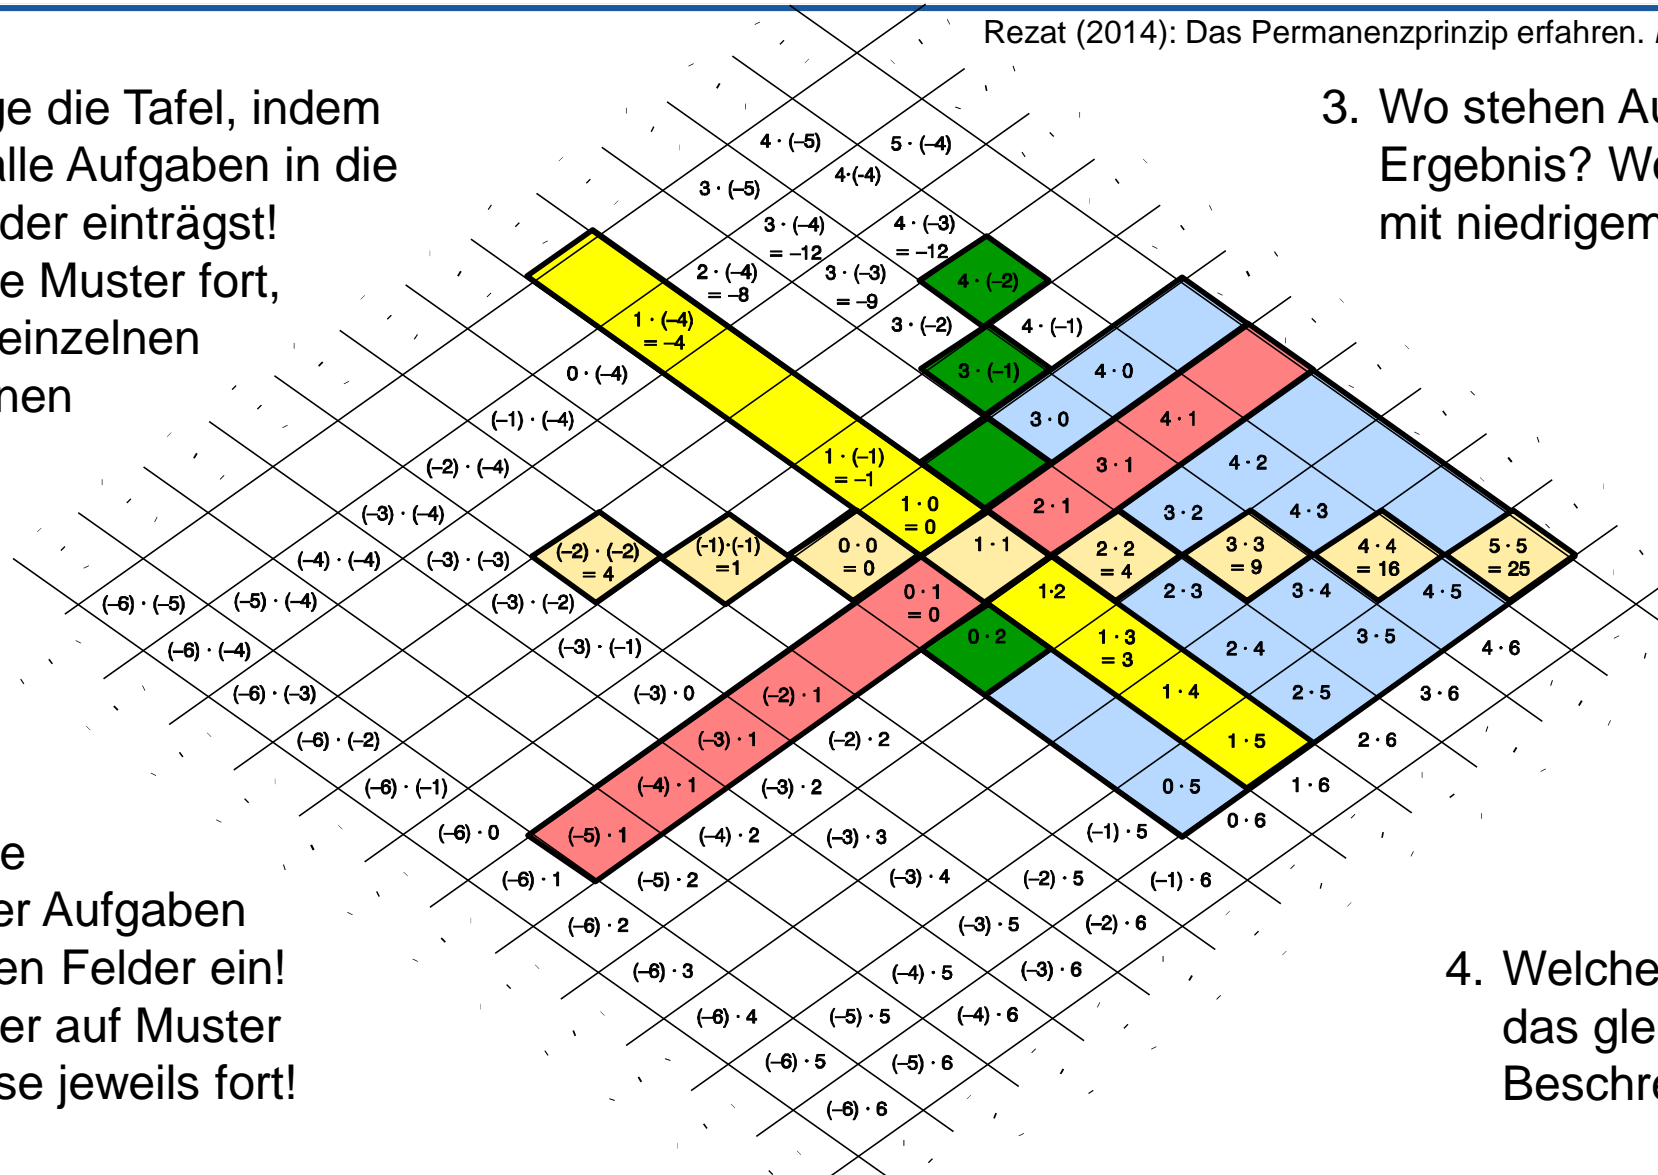 Rezat (2014): Das Permanenzprinzip erfahren.
ge die Tafel, indem
alle Aufgaben in die
der einträgst!
e Muster fort,
einzelnen
nen
3. Wo stehen Au
Ergebnis? We
mit niedrigem
4 · (–5) 5 · (–4)
3 · (–5) 4·(-4)
3 · (–4) 4 · (–3)
= –12 = –12
2 · (–4) 3 · (–3) 4 · (–2)
= –8 = –9
1 · (–4) 3 · (–2) 4 · (–1)
= –4
0 · (–4) 3 · (–1) 4 · 0
(–1) · (–4) 3 · 0 4 · 1
(–2) · (–4) 1 · (–1) 3 · 1 4 · 2
= –1
(–3) · (–4) 1 · 0 2 · 1 3 · 2 4 · 3
= 0
(–4) · (–4) (–3) · (–3) (–2) · (–2) (-1)·(-1) 0 · 0 1 · 1 2 · 2 3 · 3 4 · 4 5 · 5
= 4 =1 = 0 = 4 = 9 = 16 = 25
(–6) · (–5) (–5) · (–4) (–3) · (–2) 0 · 1 1·2 2 · 3 3 · 4 4 · 5
= 0
(–6) · (–4) (–3) · (–1) 0 · 2 1 · 3 2 · 4 3 · 5 4 · 6
= 3
(–6) · (–3) (–3) · 0 (–2) · 1 1 · 4 2 · 5 3 · 6
(–6) · (–2) (–3) · 1 (–2) · 2 1 · 5 2 · 6
(–6) · (–1) (–4) · 1 (–3) · 2 0 · 5 1 · 6
(–6) · 0 (–5) · 1 (–4) · 2 (–3) · 3 (–1) · 5 0 · 6
(–6) · 1 (–5) · 2 (–3) · 4 (–2) · 5 (–1) · 6
(–6) · 2 (–3) · 5 (–2) · 6
(–6) · 3 (–4) · 5 (–3) · 6
(–6) · 4 (–5) · 5 (–4) · 6
(–6) · 5 (–5) · 6
(–6) · 6
e
er Aufgaben
en Felder ein!
er auf Muster
se jeweils fort!
4. Welche
das gle
Beschre